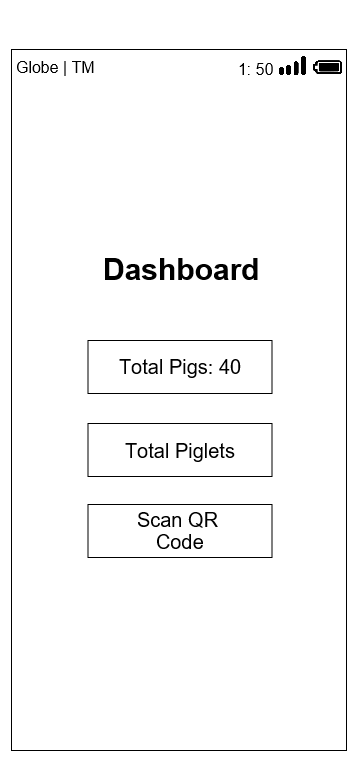 Globe | TM
1: 50
Dashboard
Total Pigs: 40
Total Piglets
Scan QR
Code